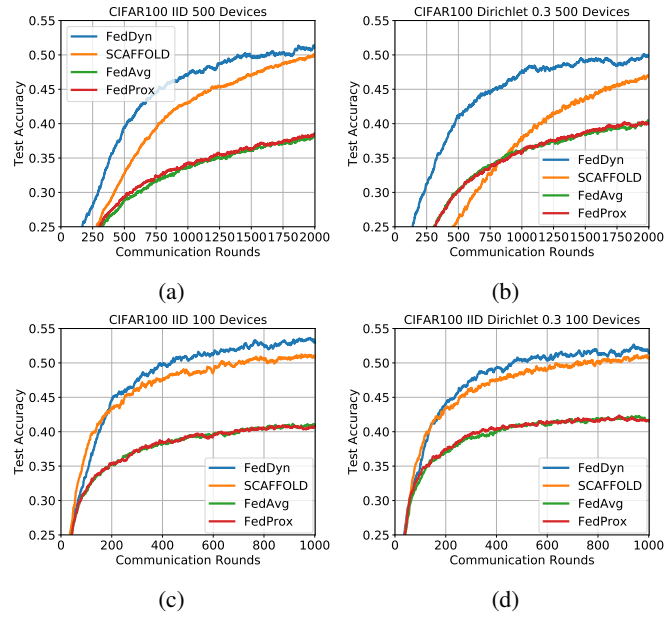 CIFAR100 IID 500 Devices
0.55
0.50
0.45
0.40
0.35
0.30
0.25
Test Accuracy
FedDyn
SCAFFOLD
FedAvg
FedProx
0 250 500 750 1000 1250 1500 1750 2000
Communication Rounds
(a)
CIFAR100 Dirichlet 0.3 500 Devices
0.55
0.50
0.45
0.40
0.35
0.30
0.25
Test Accuracy
FedDyn
SCAFFOLD
FedAvg
FedProx
0 250 500 750 1000 1250 1500 1750 2000
Communication Rounds
(b)
CIFAR100 IID 100 Devices
0.55
0.50
0.45
0.40
0.35
0.30
0.25
Test Accuracy
FedDyn
SCAFFOLD
FedAvg
FedProx
0 200 400 600 800 1000
Communication Rounds
(c)
CIFAR100 IID Dirichlet 0.3 100 Devices
0.55
0.50
0.45
0.40
0.35
0.30
0.25
Test Accuracy
FedDyn
SCAFFOLD
FedAvg
FedProx
0 200 400 600 800 1000
Communication Rounds
(d)